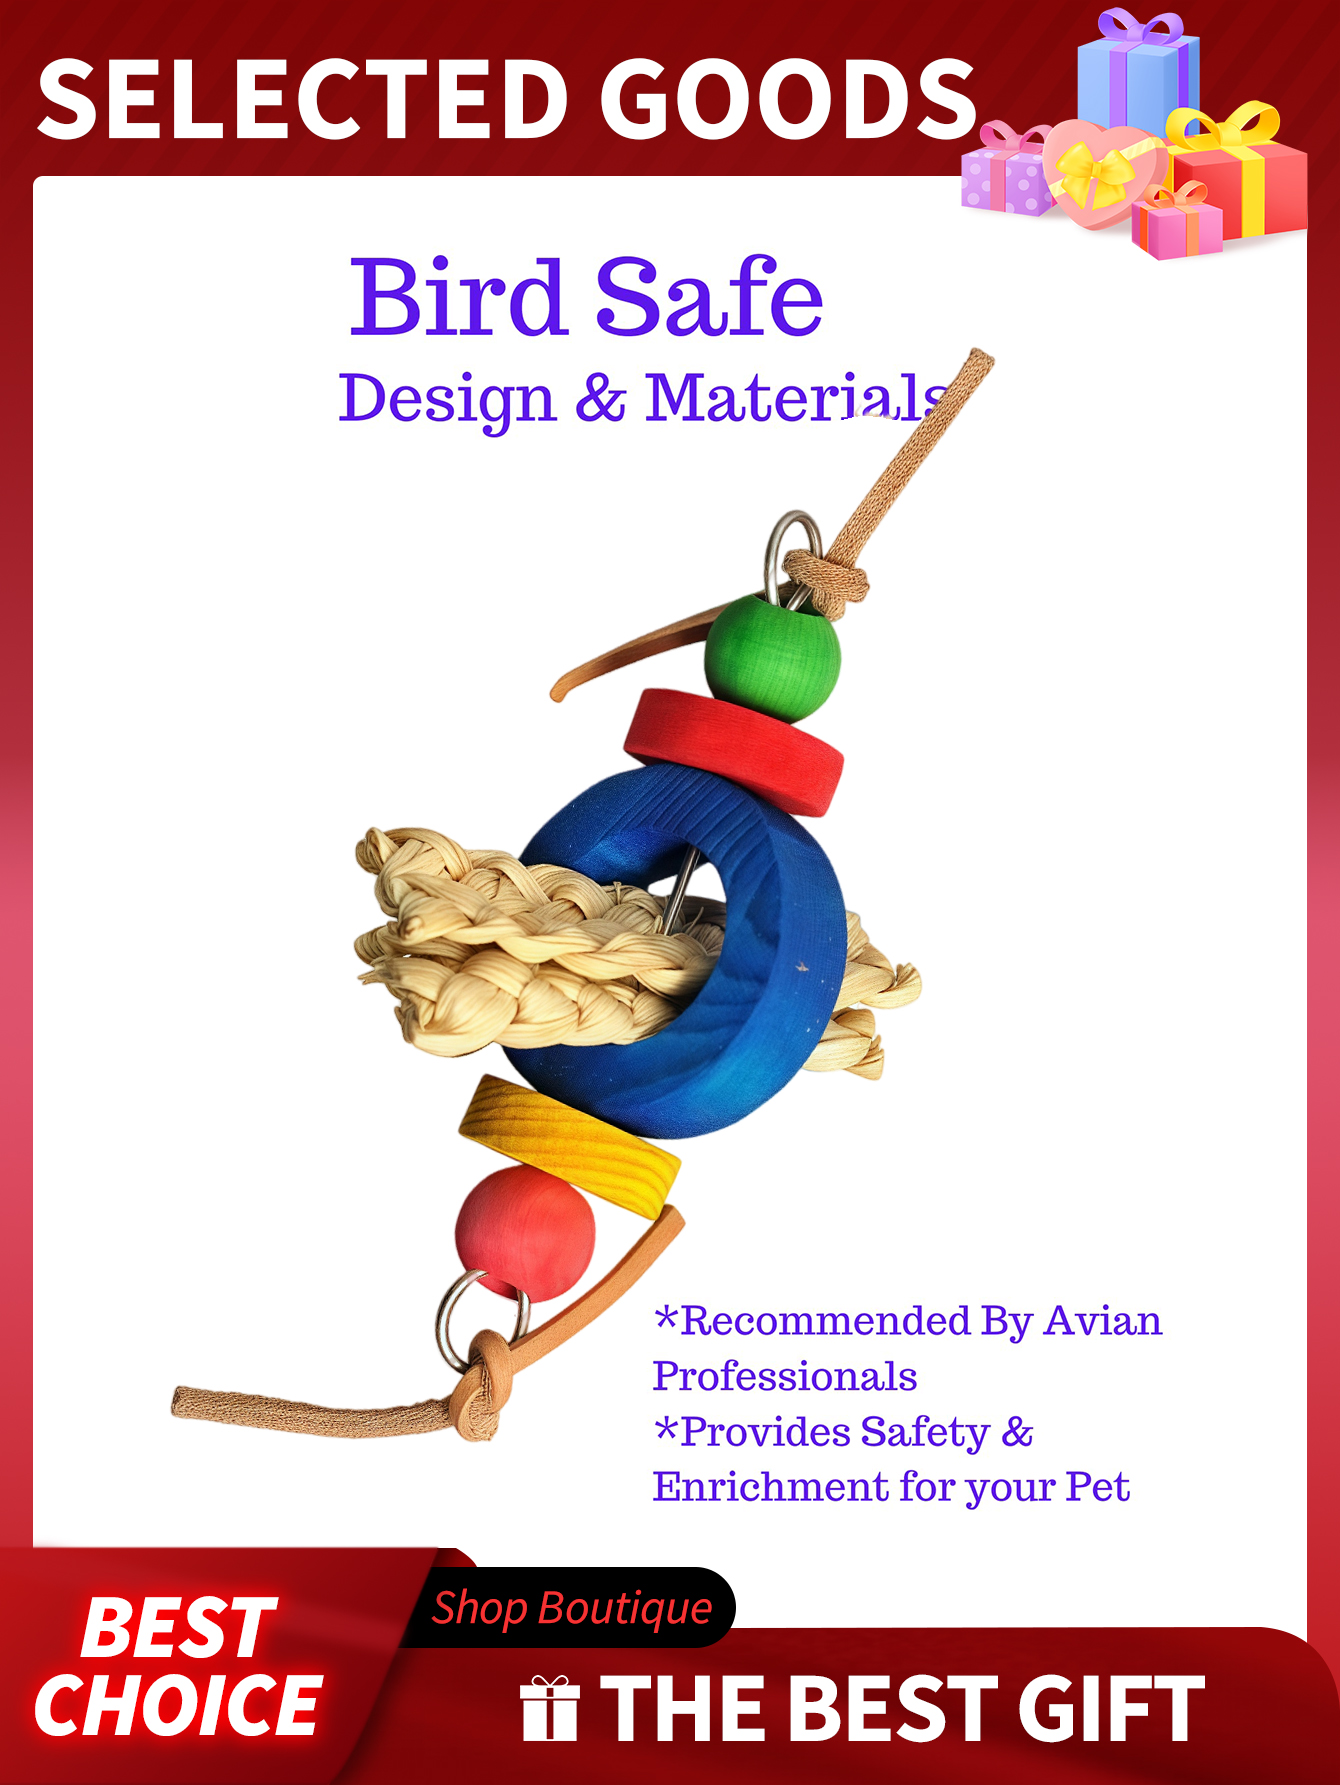 SELECTED GOODS
Bird Safe
Design & Materials
*Recommended By Avian
Professionals
*Provides Safety &
Enrichment for your Pet
BEST
CHOICE
Shop Boutique
THE BEST GIFT